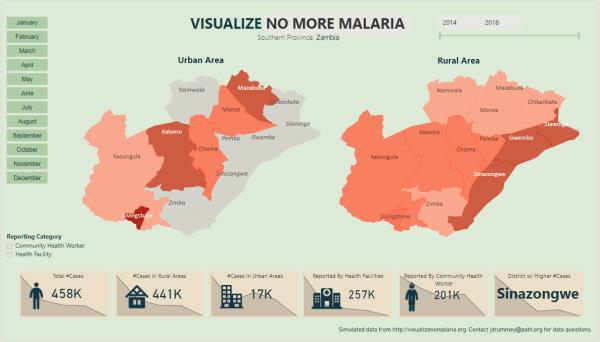 VISUALIZE NO MORE MALARIA
Southern Province, Zambia
2014 2018
January
February
March
April
May
June
July
August
September
October
November
December
Reporting Category
Community Health Worker
Health Facility
Urban Area
Namwala
Mazabuka
Chikankata
Monze
Siavonga
Kalomo
Pemba
Gwembe
Choma
Kazungula
Sinazongwe
Zimba
Livingstone
Rural Area
Namwala
Mazabuka
Chikankata
Monze
Siavonga
Kalomo
Pemba
Gwembe
Choma
Kazungula
Sinazongwe
Zimba
Livingstone
Total #Cases
458K
#Cases In Rural Areas
441K
#Cases In Urban Areas
17K
Reported By Health Facilities
257K
Reported By Community Health
Worker
201K
District w/ Higher #Cases
Sinazongwe
Simulated data from http://visualizenomalaria.org. Contact jdrummey@path.org for data questions.